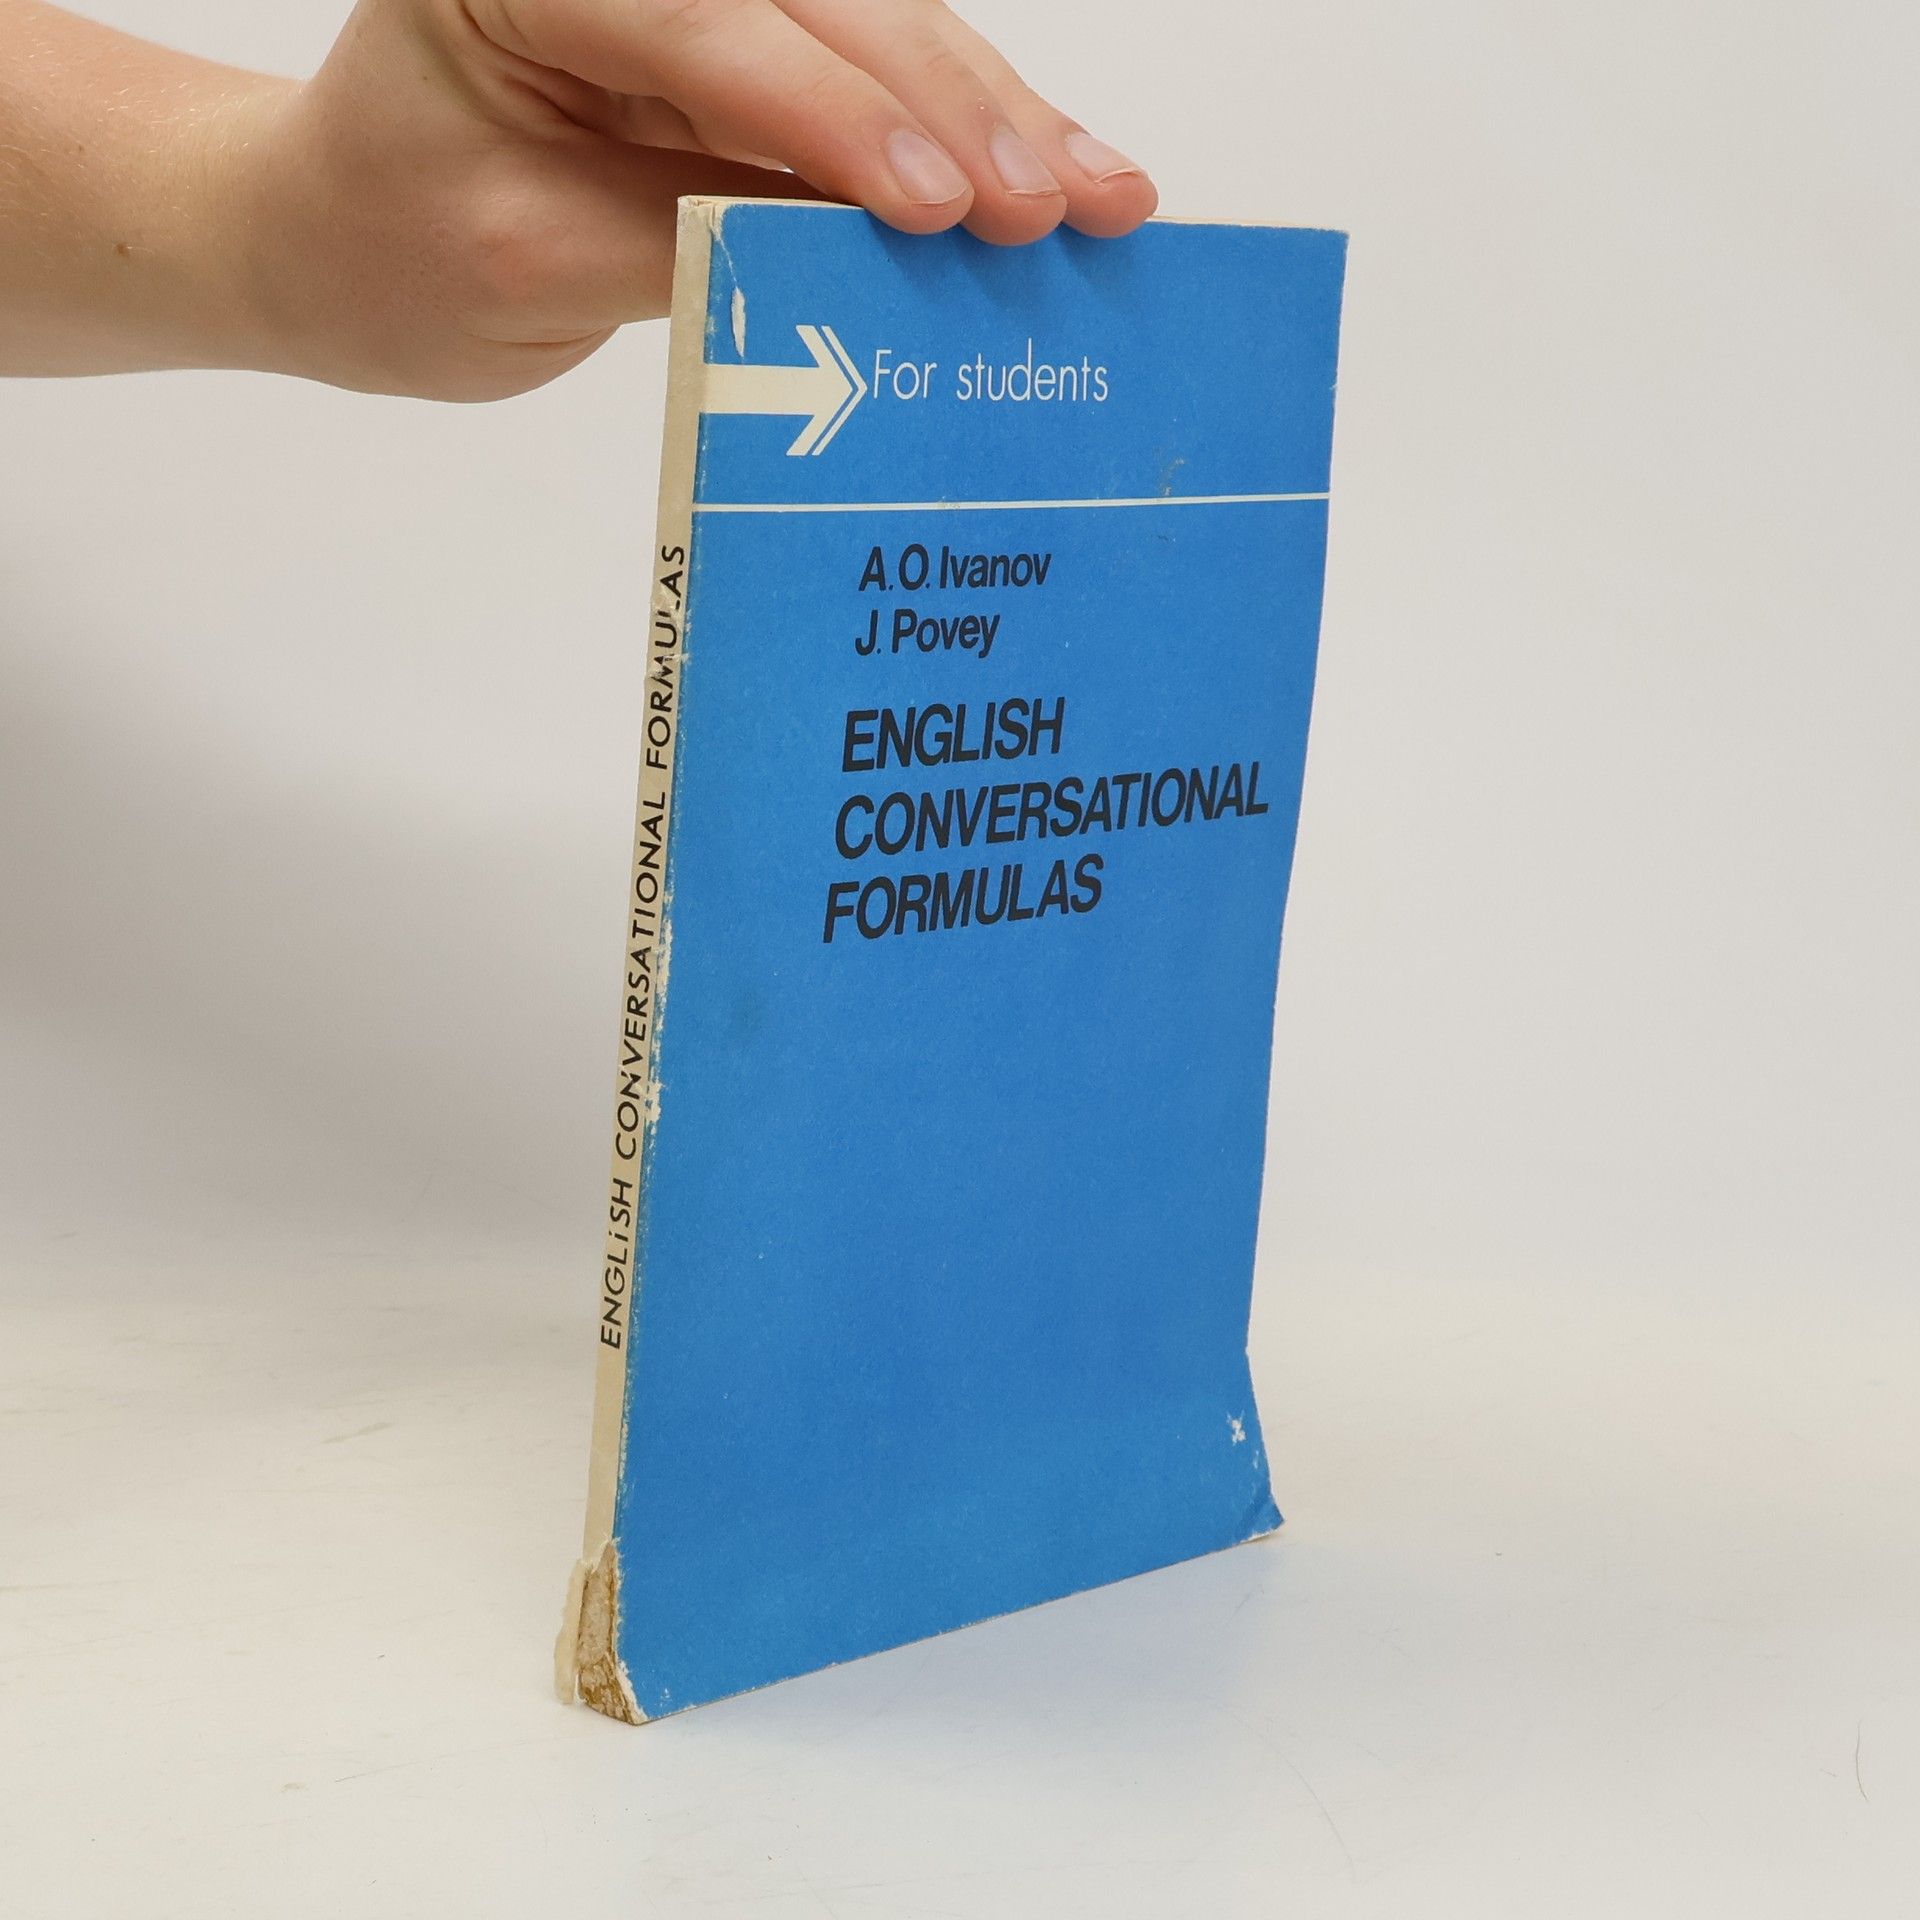 For students
A.O. Ivanov
J. Povey
ENGLISH
CONVERSATIONAL
FORMULAS
ENGLiSH CONVERSATIONAL FORMULAS